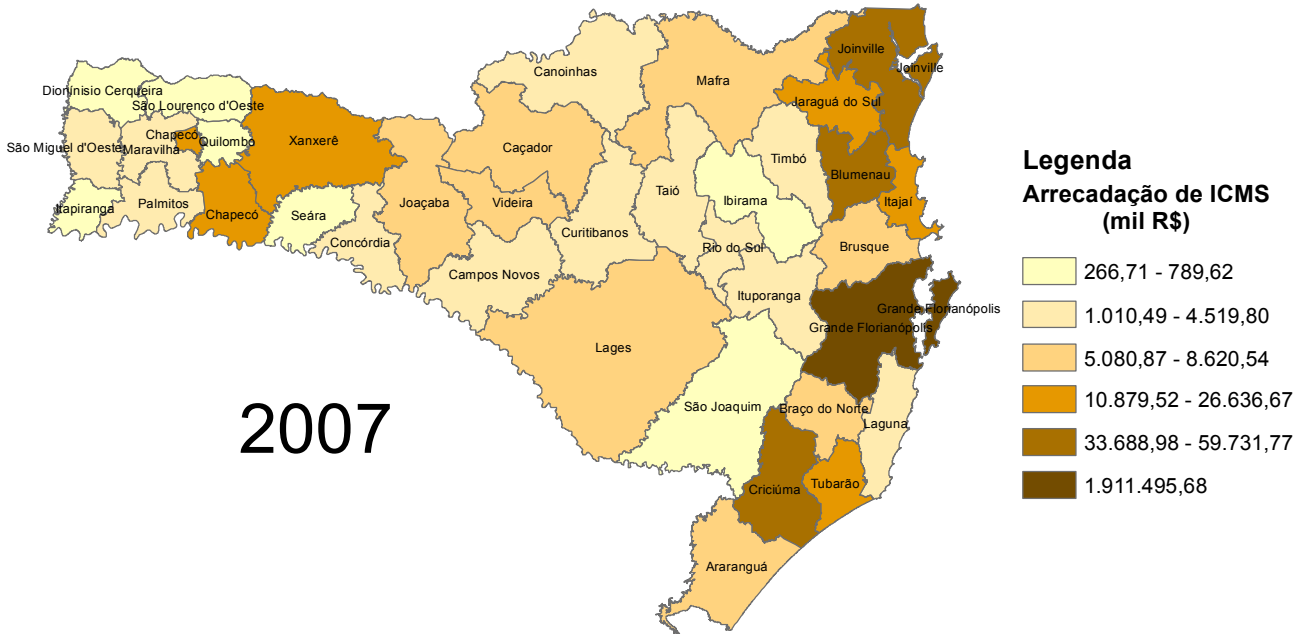 Joinville
Joinville
Canoinhas
Mafra
Dionínisio Cerqueira
São Lourenço d'Oeste
Jaraguá do Sul
Chapecó
Quilombo
Xanxerê
São Miguel d'Oeste
Maravilha
Caçador
Timbó
Blumenau
Taió
Ibirama
Itajaí
Itapiranga
Palmitos
Chapecó
Seára
Joaçaba
Videira
Concórdia
Curitibanos
Rio do Sul
Brusque
Campos Novos
Ituporanga
Grande Florianópolis
Grande Florianópolis
Lages
São Joaquim
Braço do Norte
Laguna
Criciúma
Tubarão
Araranguá
2007
Legenda
Arrecadação de ICMS
(mil R$)
266,71 - 789,62
1.010,49 - 4.519,80
5.080,87 - 8.620,54
10.879,52 - 26.636,67
33.688,98 - 59.731,77
1.911.495,68